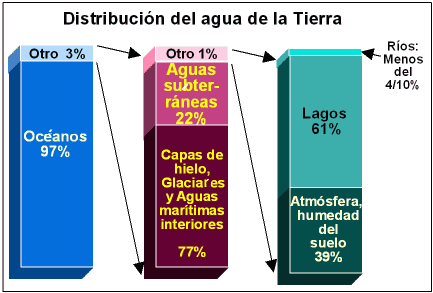 Distribución del agua de la Tierra
Otro 3%
Océanos
97%
Otro 1%
Aguas
subter-
ráneas
22%
Capas de
hielo,
Glaciares
y Aguas
marítimas
interiores
77%
Ríos:
Menos
del
4/10%
Lagos
61%
Atmósfera,
humedad
del
suelo
39%